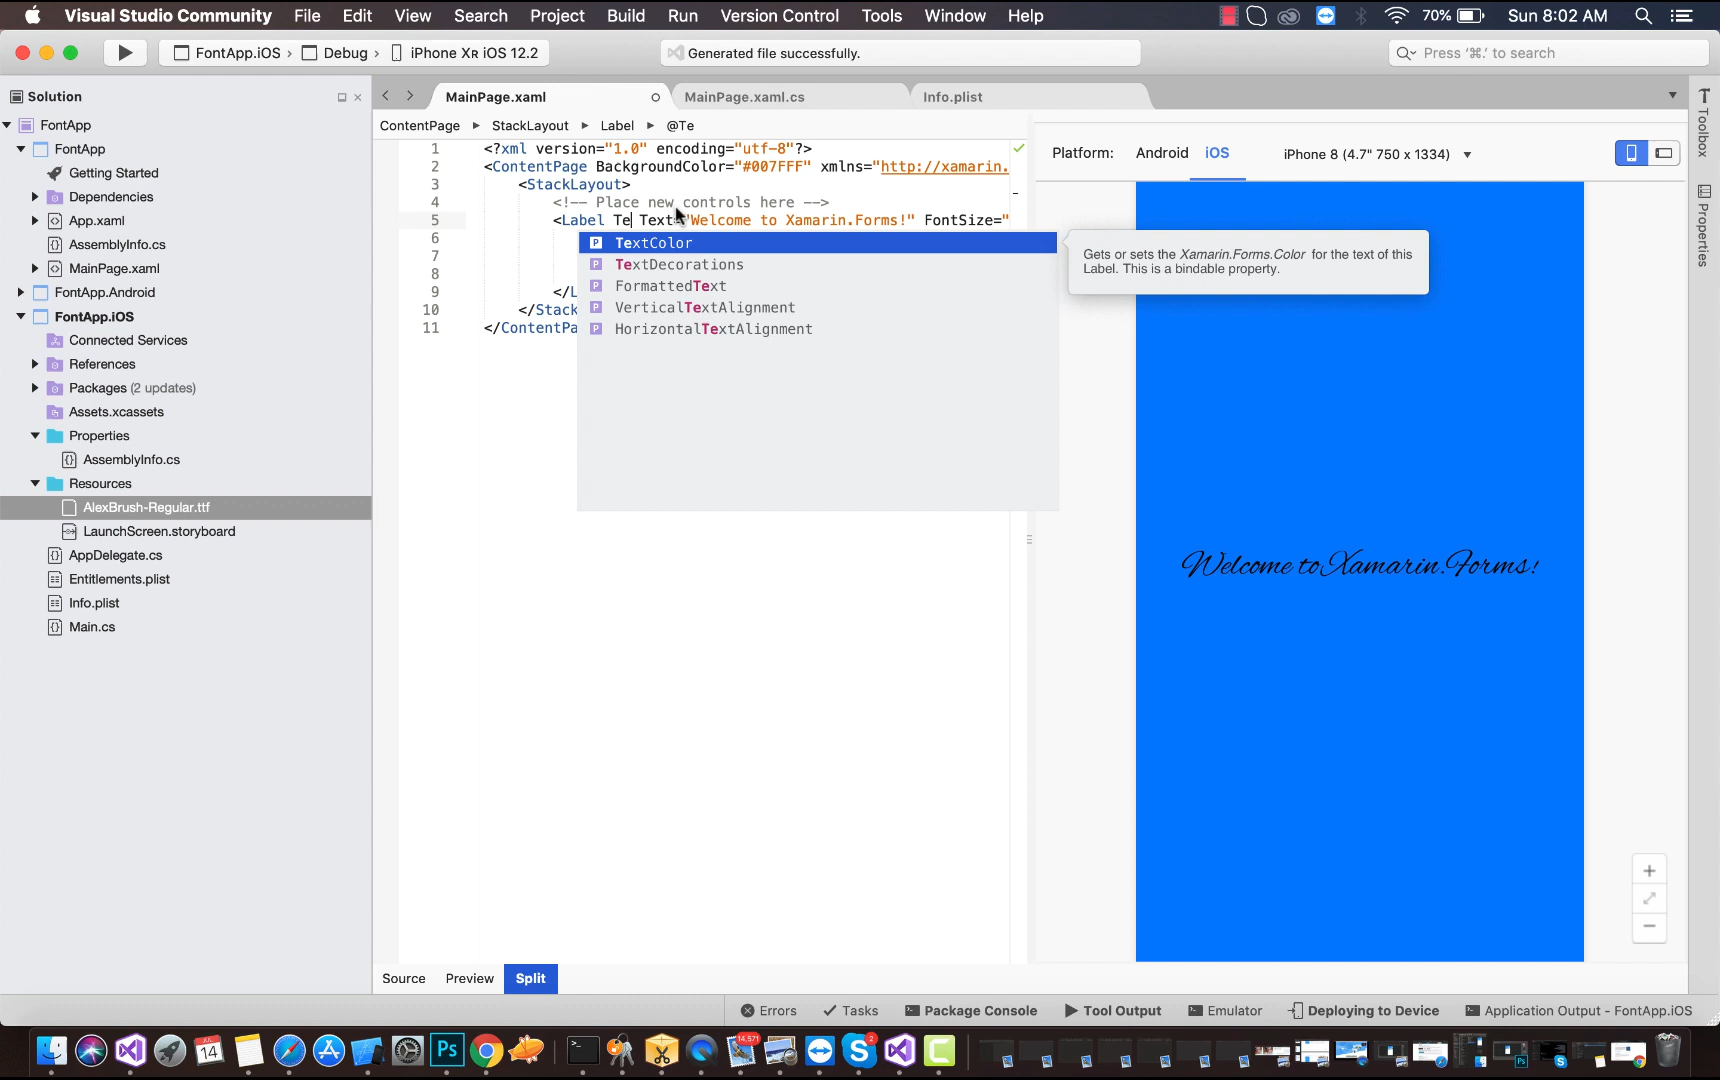 Visual Studio Community File Edit View Search Project Build Run Version Control Tools Window Help 70% Sun 8:02 AM
FontApp.iOS › Debug › iPhone XR iOS 12.2 Generated file successfully. Press ‘⌘.’ to search
Solution
FontApp
FontApp
Getting Started
Dependencies
App.xaml
AssemblyInfo.cs
MainPage.xaml
FontApp.Android
FontApp.iOS
Connected Services
References
Packages (2 updates)
Assets.xcassets
Properties
AssemblyInfo.cs
Resources
AlexBrush-Regular.ttf
LaunchScreen.storyboard
AppDelegate.cs
Entitlements.plist
Info.plist
Main.cs
MainPage.xaml MainPage.xaml.cs Info.plist
ContentPage ▸ StackLayout ▸ Label ▸ @Te
1 <?xml version="1.0" encoding="utf-8"?>
2 <ContentPage BackgroundColor="#007FFF" xmlns="http://xamarin.
3 <StackLayout>
4 <!-- Place new controls here -->
5 <Label Te Text="Welcome to Xamarin.Forms!" FontSize="
6
7
8
9 </L
10 </Stack
11 </ContentPa
TextColor
TextDecorations
FormattedText
VerticalTextAlignment
HorizontalTextAlignment
Gets or sets the Xamarin.Forms.Color for the text of this
Label. This is a bindable property.
Platform: Android iOS iPhone 8 (4.7" 750 x 1334)
Welcome to Xamarin.Forms!
Toolbox
Properties
Source Preview Split
Errors Tasks Package Console Tool Output Emulator Deploying to Device Application Output - FontApp.iOS
JUL
14
Ps
14,571
2